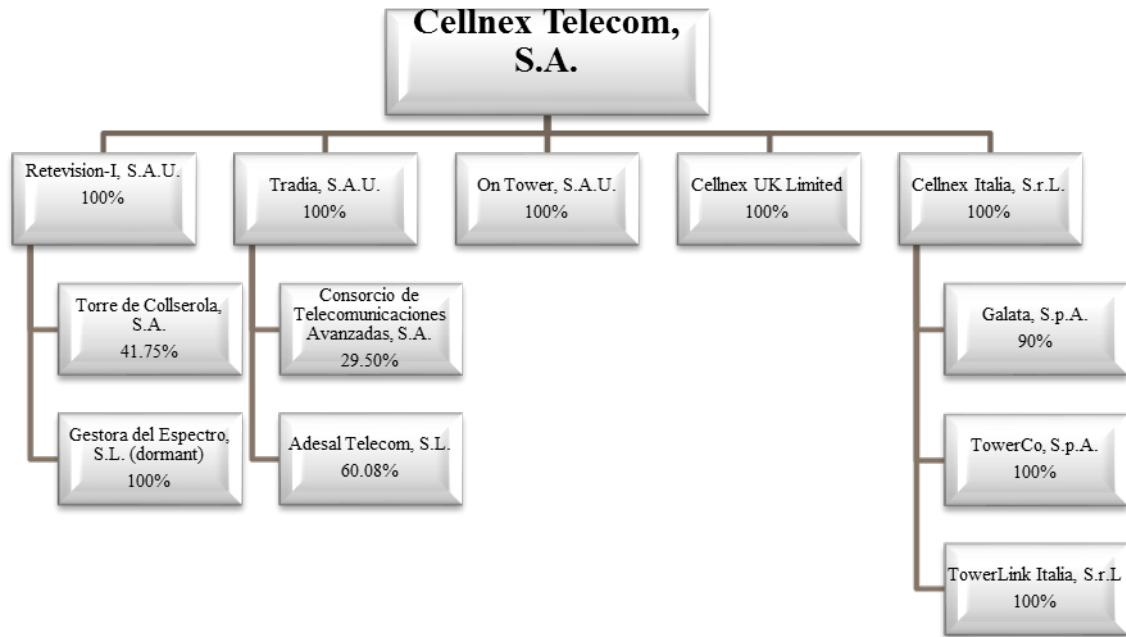 Cellnex Telecom,
S.A.
Retevision-I, S.A.U.
100%
Tradia, S.A.U.
100%
On Tower, S.A.U.
100%
Cellnex UK Limited
100%
Cellnex Italia, S.r.L.
100%
Torre de Collserola,
S.A.
41.75%
Consorcio de
Telecomunicaciones
Avanzadas, S.A.
29.50%
Galata, S.p.A.
90%
Gestora del Espectro,
S.L. (dormant)
100%
Adesal Telecom, S.L.
60.08%
TowerCo, S.p.A.
100%
TowerLink Italia, S.r.L
100%